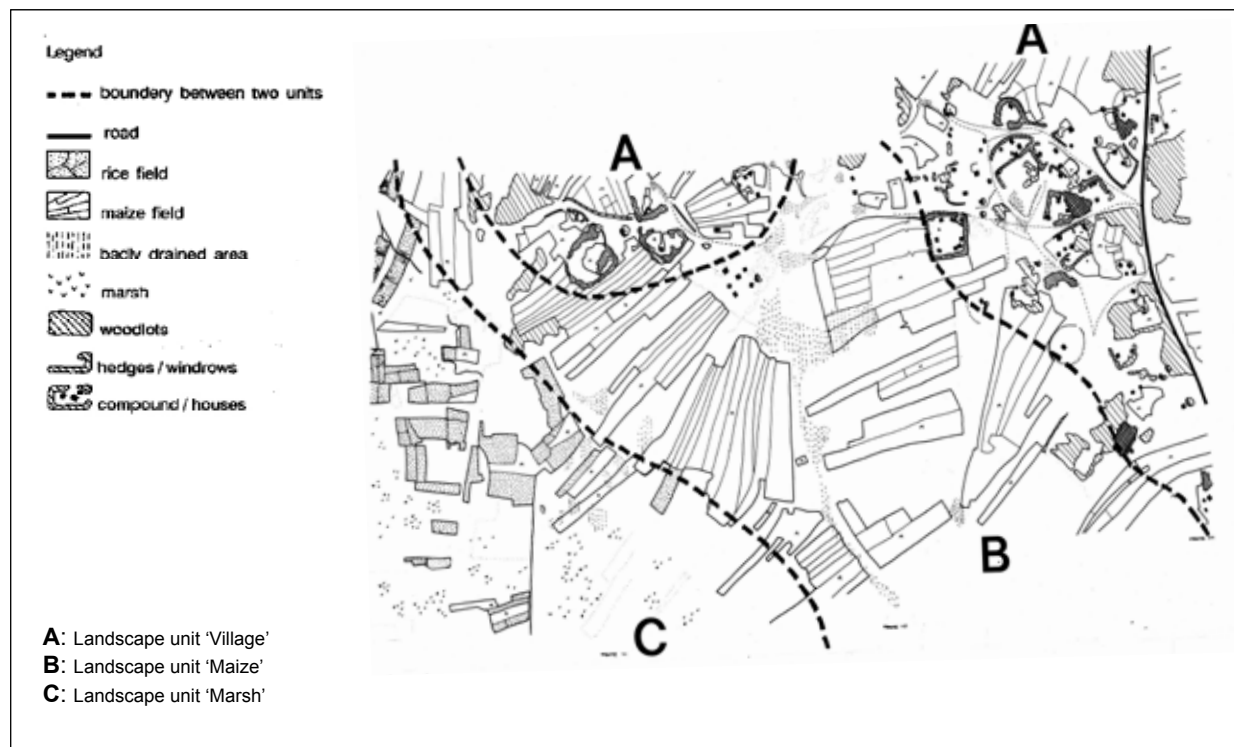 Legend
boundery between two units
road
rice field
maize field
badly drained area
marsh
woodlots
hedges / windrows
compound / houses
A
A
B
C
A: Landscape unit ‘Village’
B: Landscape unit ‘Maize’
C: Landscape unit ‘Marsh’